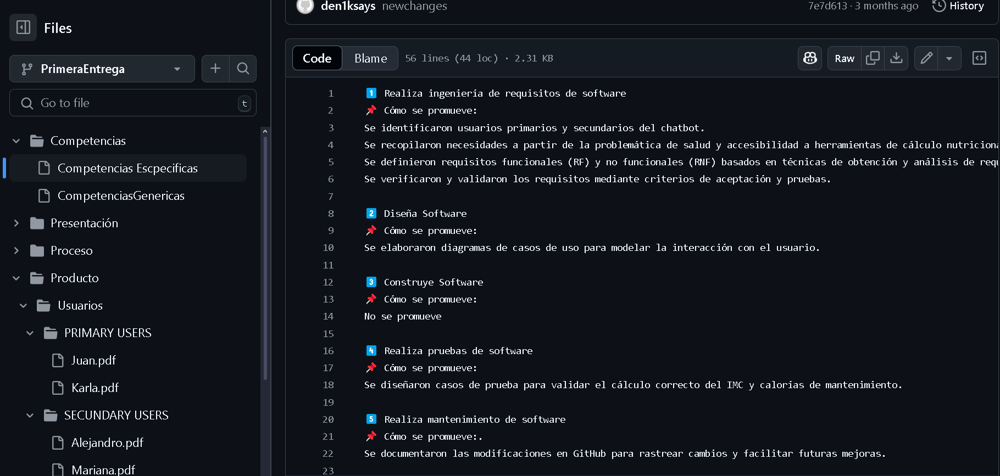 Files
PrimeraEntrega
Go to file
t
Competencias
Competencias Escpecificas
CompetenciasGenericas
Presentación
Proceso
Producto
Usuarios
PRIMARY USERS
Juan.pdf
Karla.pdf
SECUNDARY USERS
Alejandro.pdf
Mariana.pdf
den1ksays newchanges
7e7d613 · 3 months ago
History
Code
Blame
56 lines (44 loc) · 2.31 KB
Raw
1 1️⃣ Realiza ingeniería de requisitos de software
2 📌 Cómo se promueve:
3 Se identificaron usuarios primarios y secundarios del chatbot.
4 Se recopilaron necesidades a partir de la problemática de salud y accesibilidad a herramientas de cálculo nutriciona
5 Se definieron requisitos funcionales (RF) y no funcionales (RNF) basados en técnicas de obtención y análisis de requ
6 Se verificaron y validaron los requisitos mediante criterios de aceptación y pruebas.
7
8 2️⃣ Diseña Software
9 📌 Cómo se promueve:
10 Se elaboraron diagramas de casos de uso para modelar la interacción con el usuario.
11
12 3️⃣ Construye Software
13 📌 Cómo se promueve:
14 No se promueve
15
16 4️⃣ Realiza pruebas de software
17 📌 Cómo se promueve:
18 Se diseñaron casos de prueba para validar el cálculo correcto del IMC y calorías de mantenimiento.
19
20 5️⃣ Realiza mantenimiento de software
21 📌 Cómo se promueve:.
22 Se documentaron las modificaciones en GitHub para rastrear cambios y facilitar futuras mejoras.
23